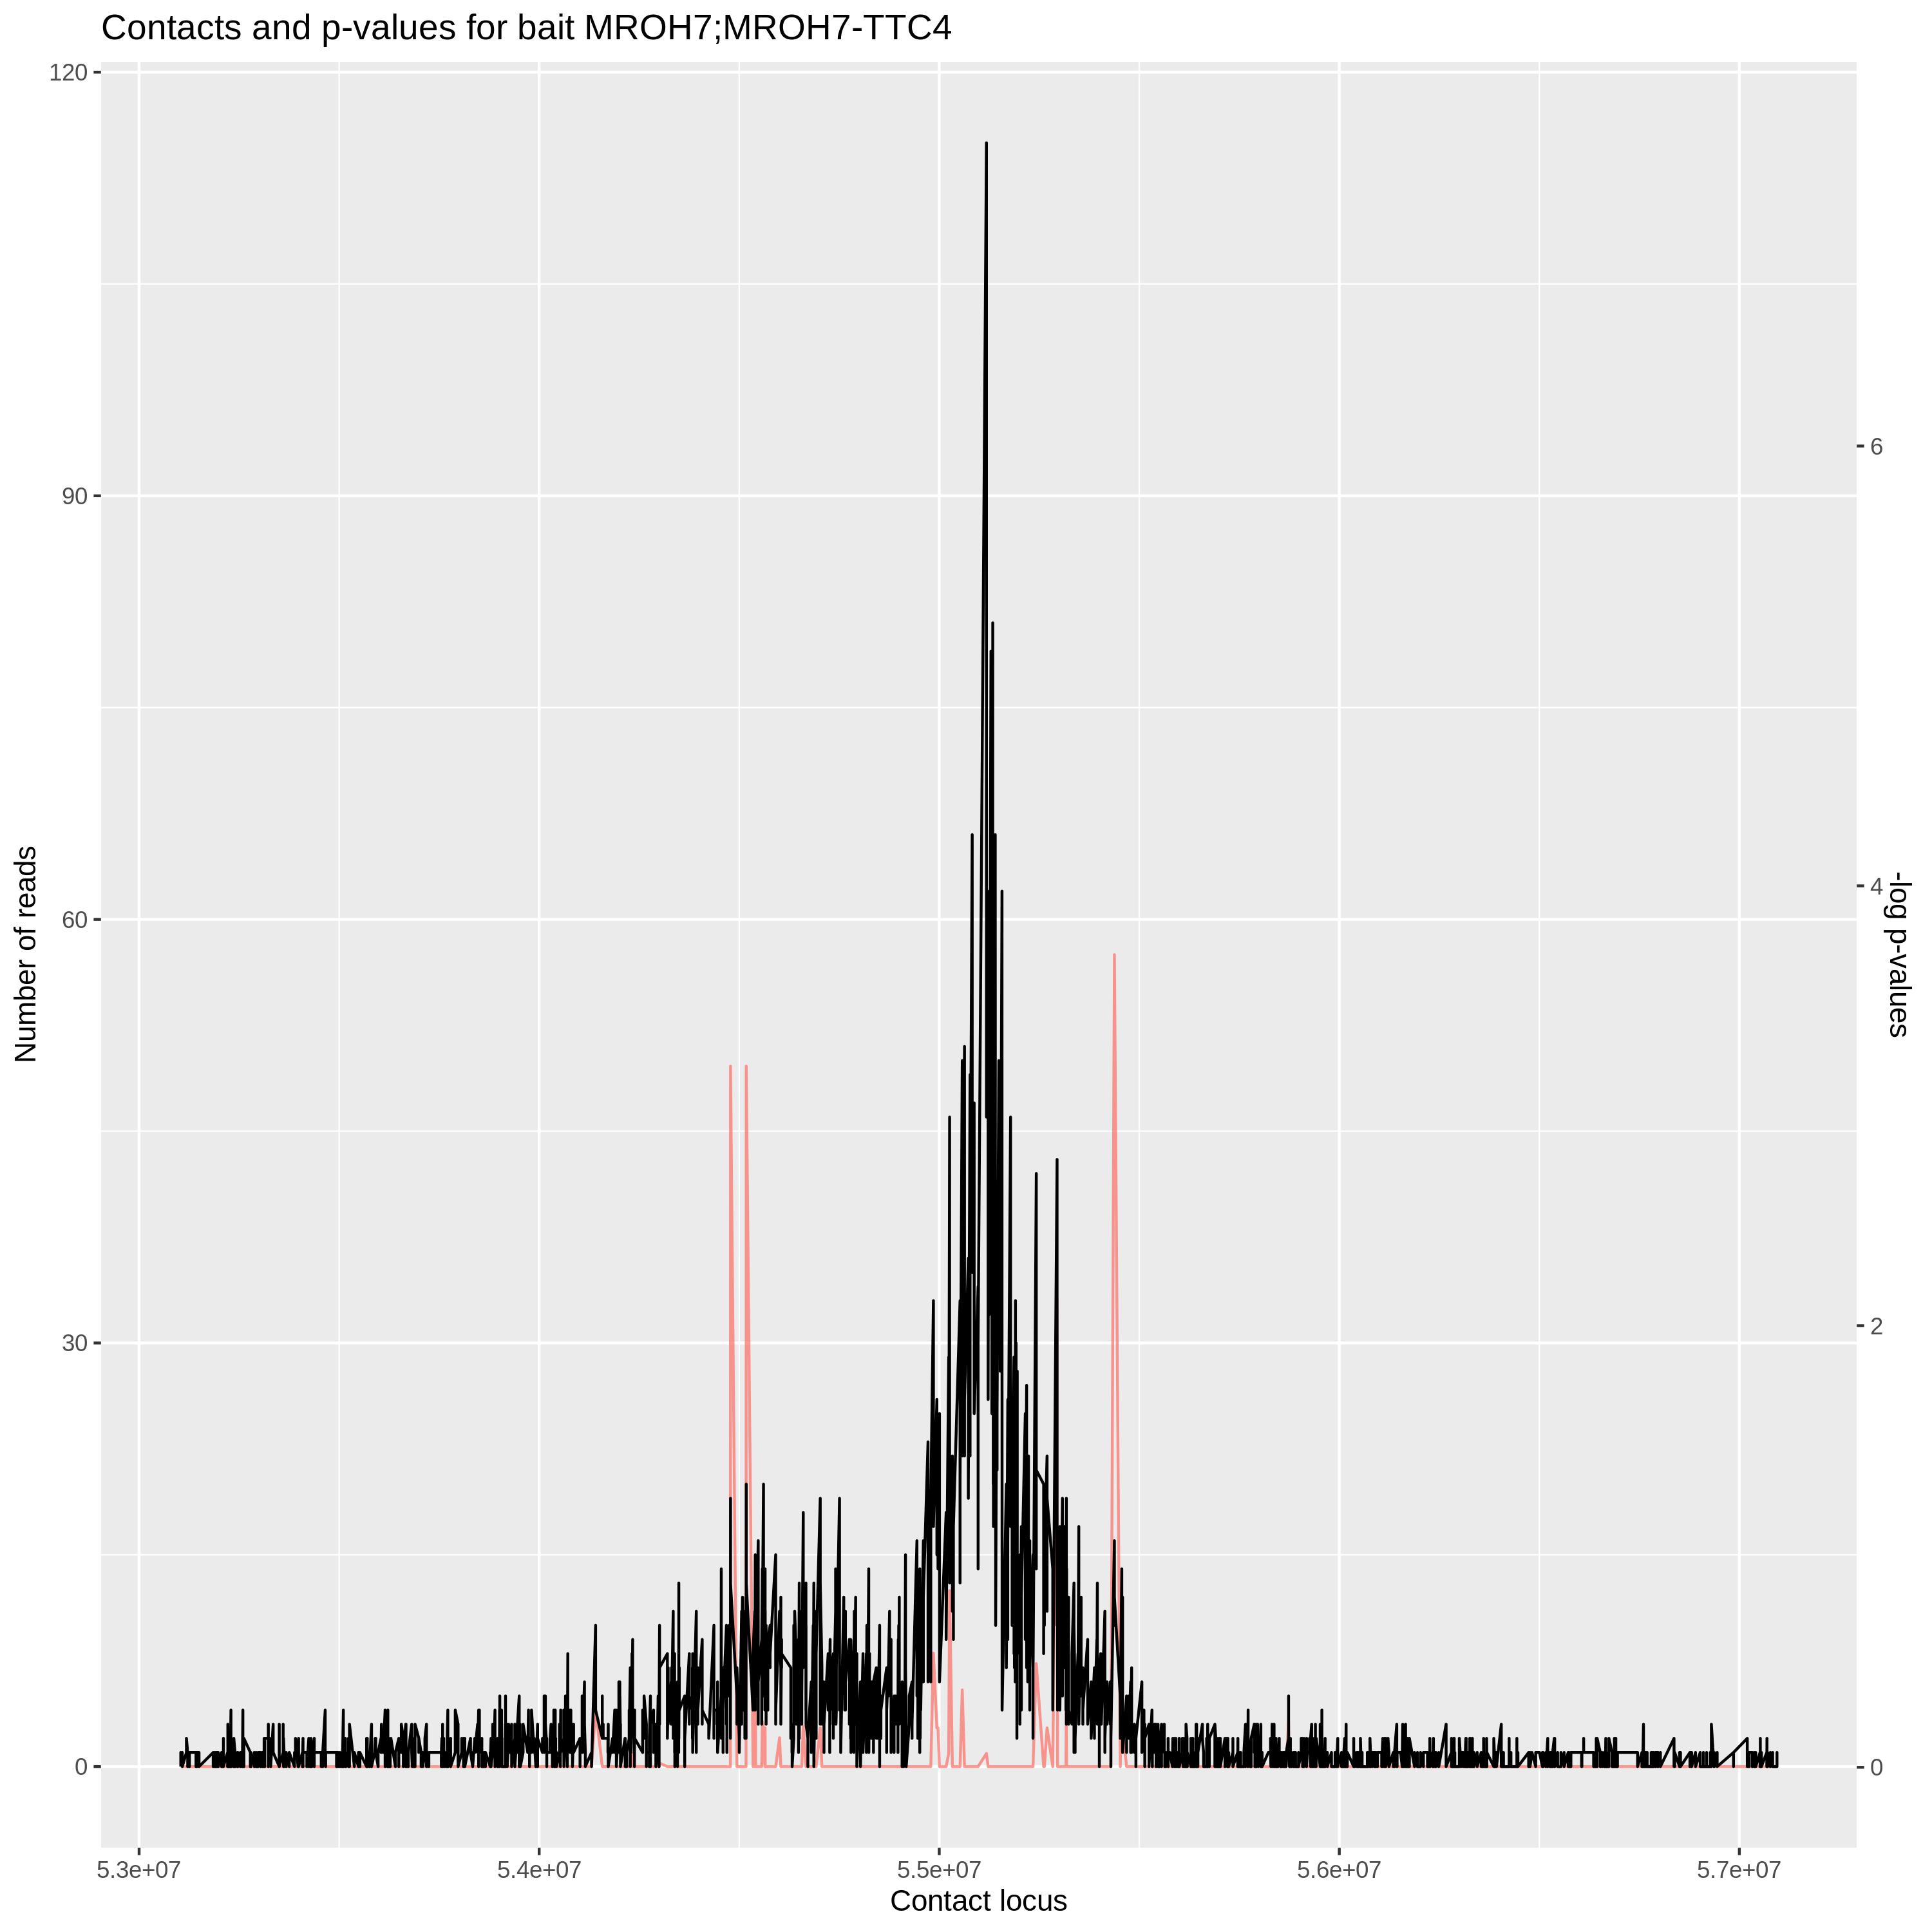 Contacts and p-values for bait MROH7;MROH7-TTC4
120
90
60
30
0
Number of reads
6
4
2
0
-log p-values
5.3e+07
5.4e+07
5.5e+07
5.6e+07
5.7e+07
Contact locus